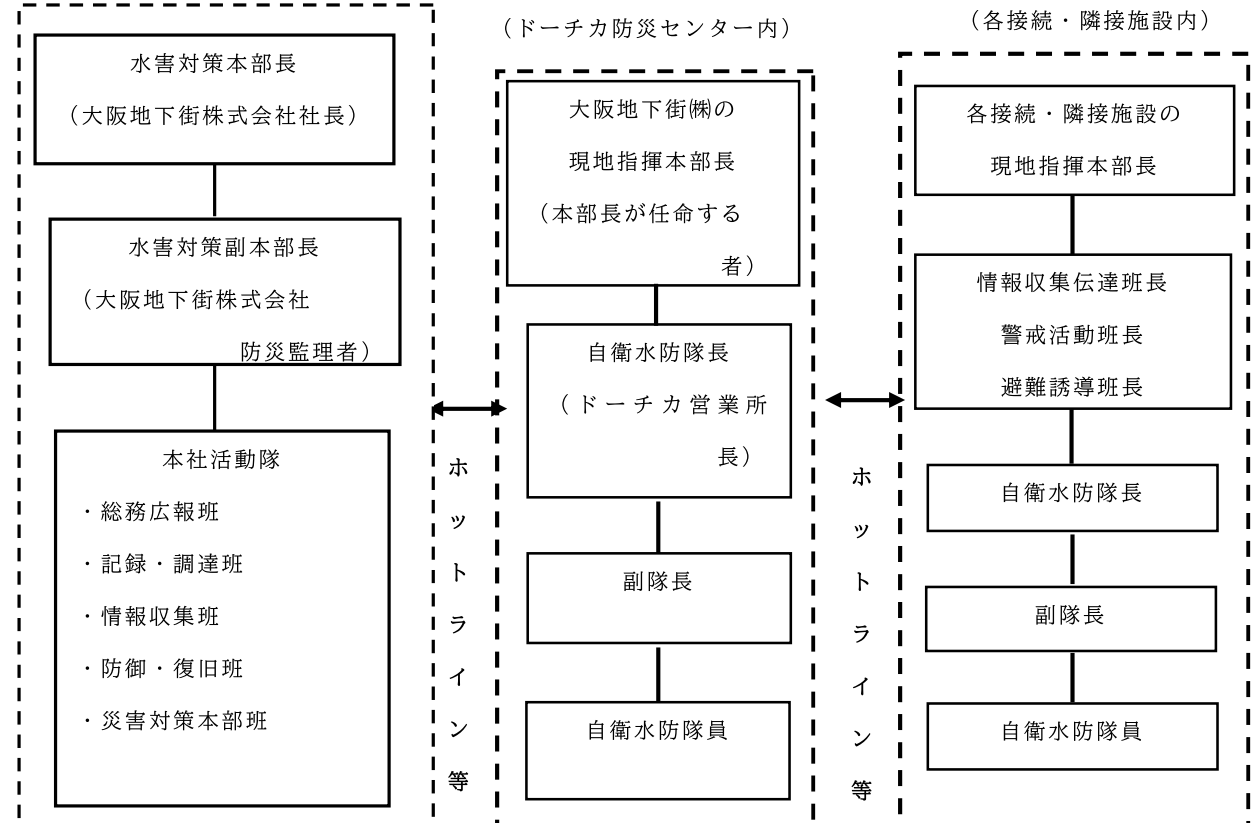 水害対策本部長
（大阪地下街株式会社社長）
水害対策副本部長
（大阪地下街株式会社
防災監理者）
本社活動隊
・総務広報班
・記録・調達班
・情報収集班
・防御・復旧班
・災害対策本部班
ホットライン等
（ドーチカ防災センター内）
大阪地下街㈱の
現地指揮本部長
（本部長が任命する
者）
自衛水防隊長
（ドーチカ営業所
長）
副隊長
自衛水防隊員
ホットライン等
（各接続・隣接施設内）
各接続・隣接施設の
現地指揮本部長
情報収集伝達班長
警戒活動班長
避難誘導班長
自衛水防隊長
副隊長
自衛水防隊員